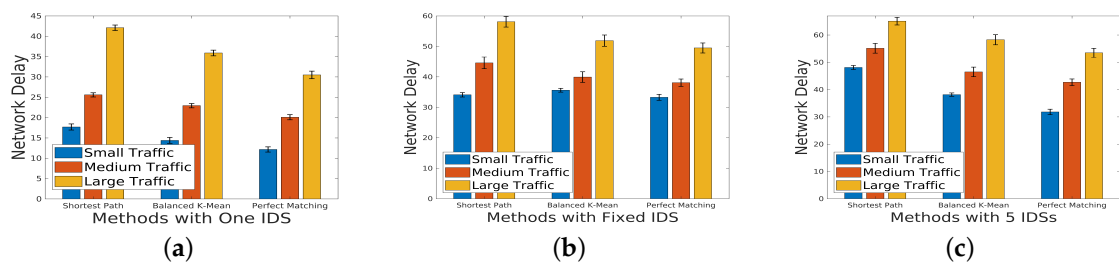 45
40
35
30
25
20
15
10
5
0
Network Delay
Small Traffic
Medium Traffic
Large Traffic
Shortest Path Balanced K-Mean Perfect Matching
Methods with One IDS
(a)
60
50
40
30
20
10
0
Network Delay
Small Traffic
Medium Traffic
Large Traffic
Shortest Path Balanced K-Mean Perfect Matching
Methods with Fixed IDS
(b)
60
50
40
30
20
10
0
Network Delay
Small Traffic
Medium Traffic
Large Traffic
Shortest Path Balanced K-Mean Perfect Matching
Methods with 5 IDSs
(c)